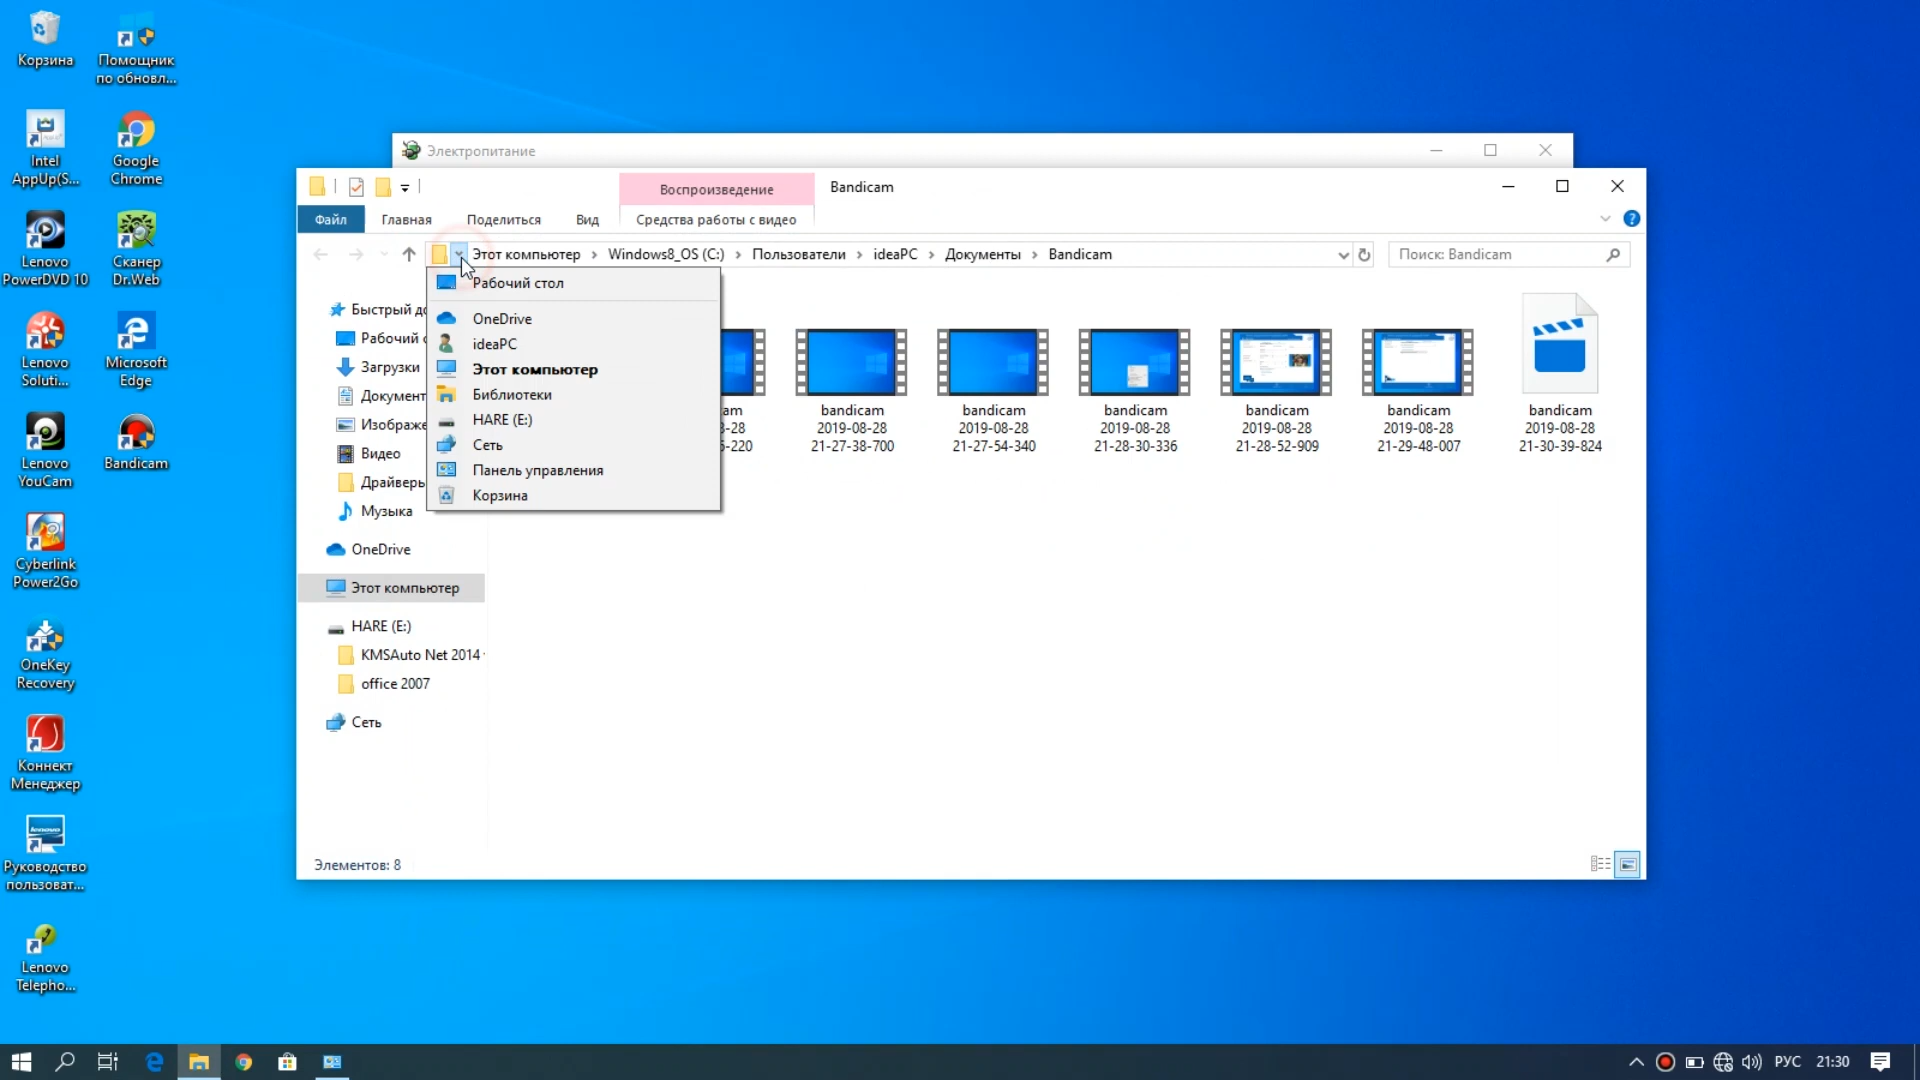 Корзина
Помощник
по обновл...
Intel
AppUp(S...
Google
Chrome
Lenovo
PowerDVD 10
Сканер
Dr.Web
Lenovo
Soluti...
Microsoft
Edge
Lenovo
YouCam
Bandicam
Cyberlink
Power2Go
OneKey
Recovery
Коннект
Менеджер
Руководство
пользоват...
Lenovo
Telepho...
Электропитание
Воспроизведение
Bandicam
Файл
Главная
Поделиться
Вид
Средства работы с видео
Этот компьютер
Windows8_OS (C:)
Пользователи
ideaPC
Документы
Bandicam
Поиск: Bandicam
Рабочий стол
OneDrive
ideaPC
Этот компьютер
Библиотеки
HARE (E:)
Сеть
Панель управления
Корзина
Быстрый до
Рабочий
Загрузки
Документ
Изображе
Видео
Драйверы
Музыка
OneDrive
Этот компьютер
HARE (E:)
KMSAuto Net 2014
office 2007
Сеть
am
-28
-220
bandicam
2019-08-28
21-27-38-700
bandicam
2019-08-28
21-27-54-340
bandicam
2019-08-28
21-28-30-336
bandicam
2019-08-28
21-28-52-909
bandicam
2019-08-28
21-29-48-007
bandicam
2019-08-28
21-30-39-824
Элементов: 8
РУС
21:30